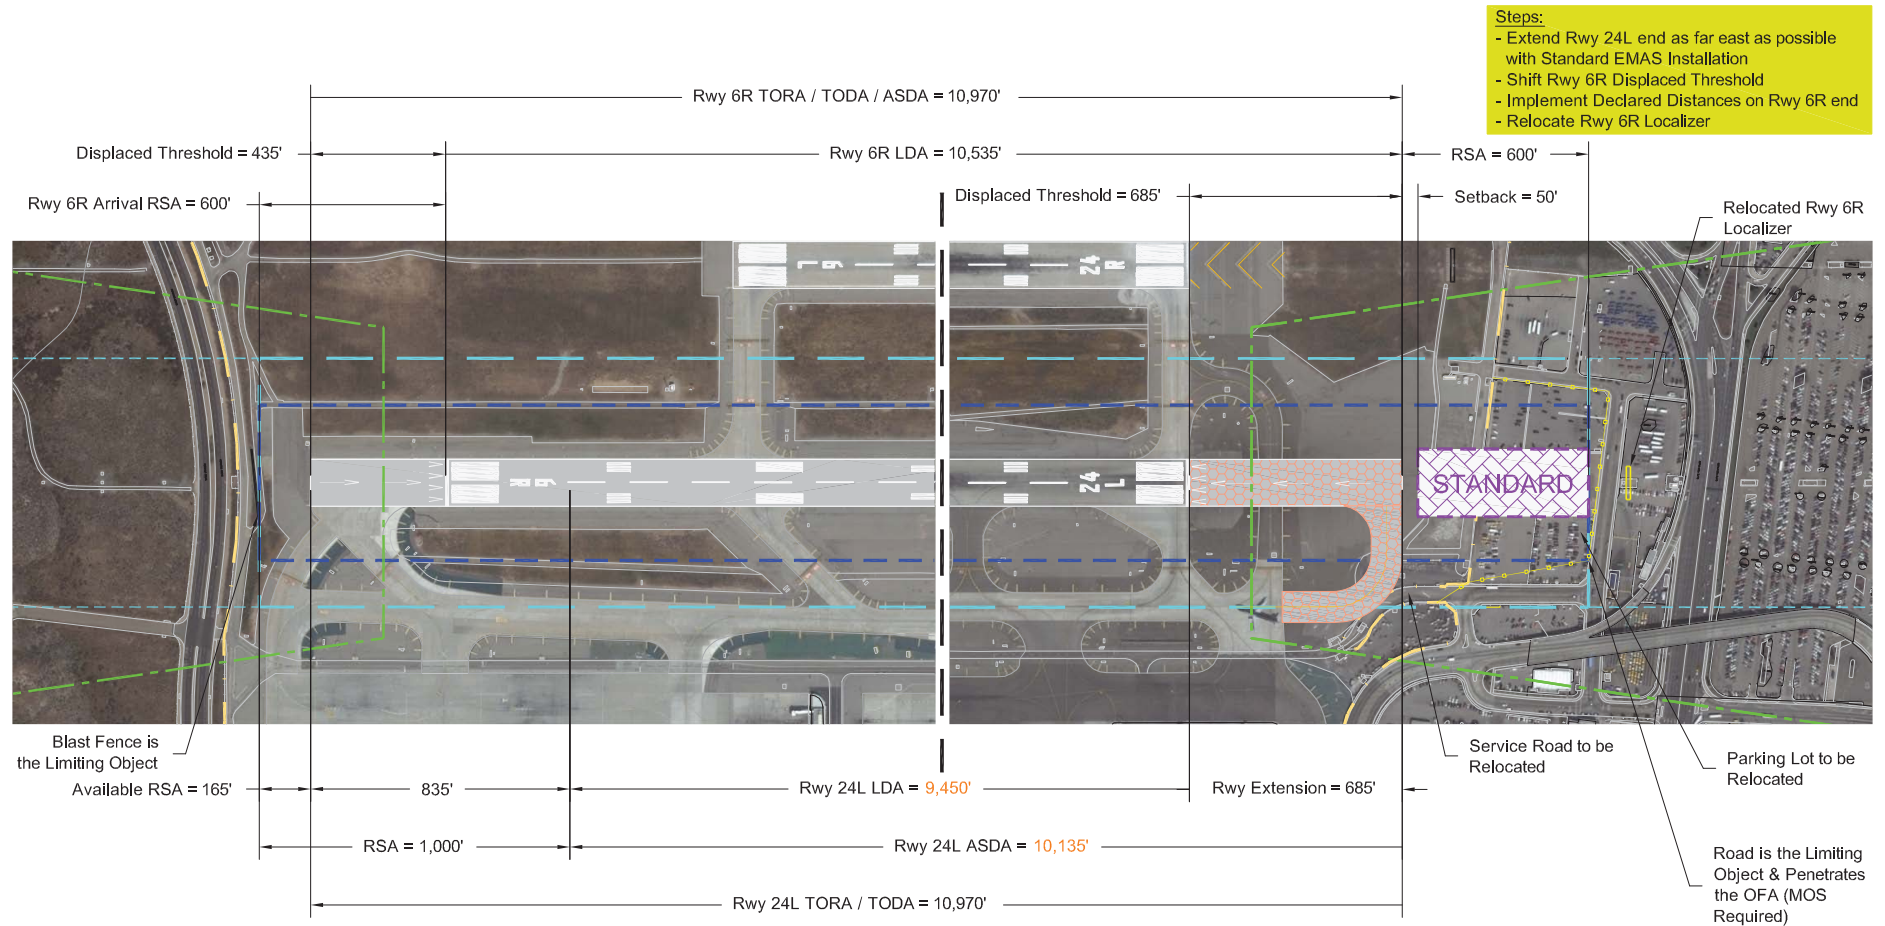 Steps:
- Extend Rwy 24L end as far east as possible
with Standard EMAS Installation
- Shift Rwy 6R Displaced Threshold
- Implement Declared Distances on Rwy 6R end
- Relocate Rwy 6R Localizer
Rwy 6R TORA / TODA / ASDA = 10,970'
Displaced Threshold = 435'
Rwy 6R LDA = 10,535'
RSA = 600'
Rwy 6R Arrival RSA = 600'
Displaced Threshold = 685'
Setback = 50'
Relocated Rwy 6R
Localizer
6L
24
R
6R
24
L
STANDARD
Blast Fence is
the Limiting Object
Service Road to be
Relocated
Parking Lot to be
Relocated
Available RSA = 165'
835'
Rwy 24L LDA = 9,450'
Rwy Extension = 685'
RSA = 1,000'
Rwy 24L ASDA = 10,135'
Road is the Limiting
Object & Penetrates
the OFA (MOS
Required)
Rwy 24L TORA / TODA = 10,970'